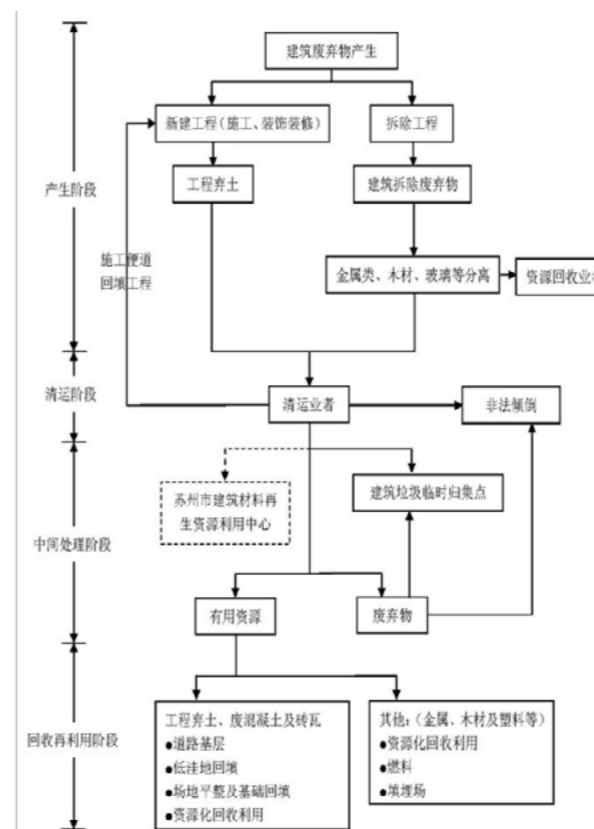 建筑废弃物产生
新建工程(施工、装饰装修)
拆除工程
工程弃土
建筑拆除废弃物
产生阶段
施工便道
回填工程
金属类、木材、玻璃等分离
资源回收业
清运阶段
清运业者
非法倾倒
苏州市建筑材料再
生资源利用中心
建筑垃圾临时归集点
中间处理阶段
有用资源
废弃物
回收再利用阶段
工程弃土、废混凝土及砖瓦
●道路基层
●低洼地回填
●场地平整及基础回填
●资源化回收利用
其他:(金属、木材及塑料等)
●资源化回收利用
●燃料
●填埋场